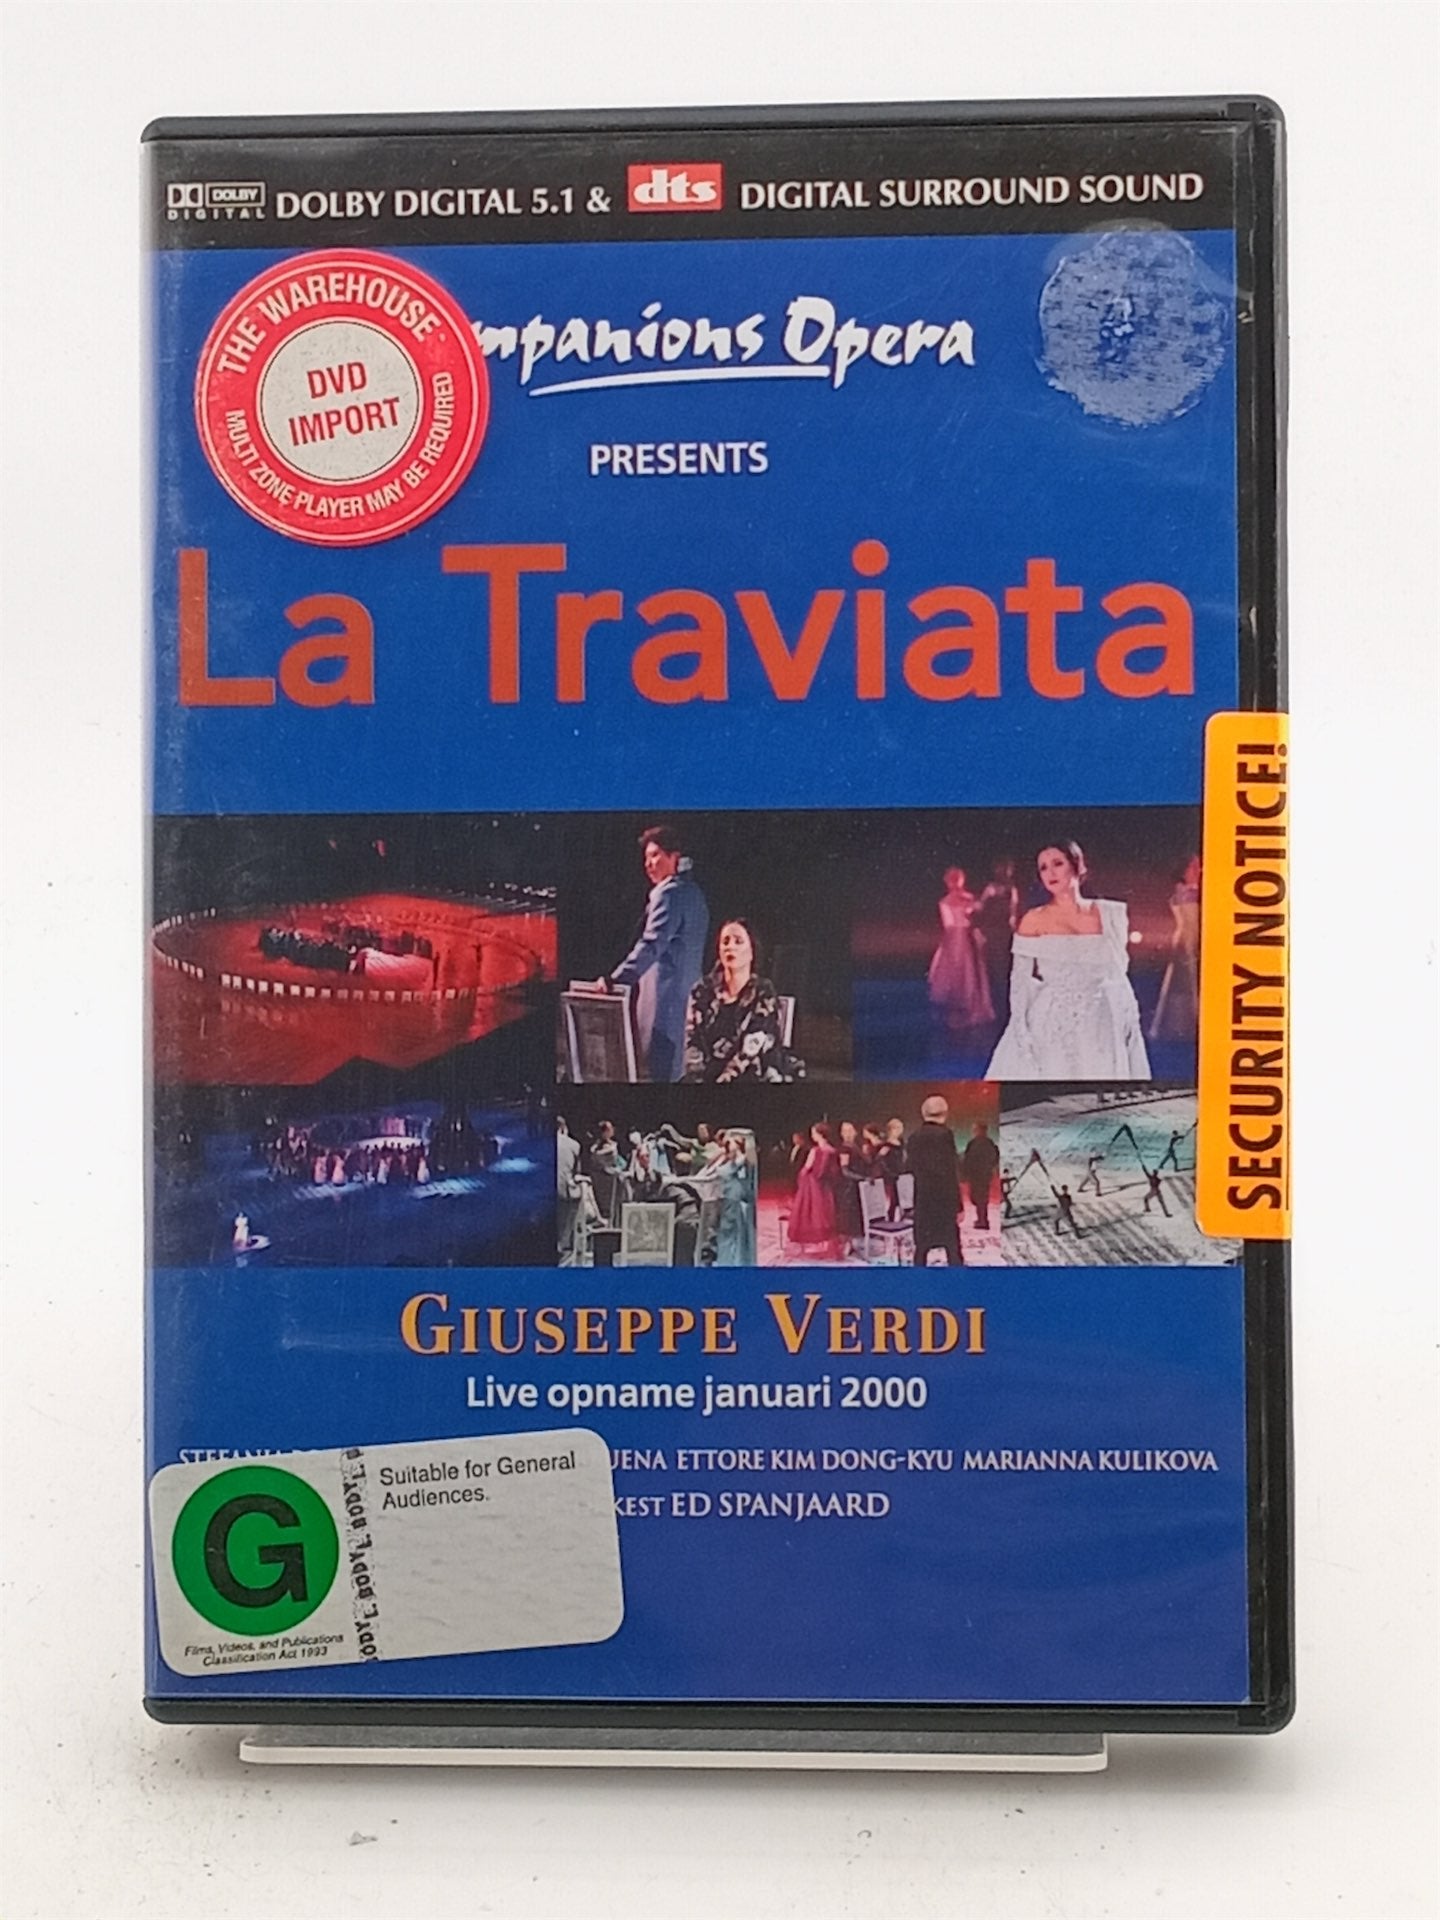 DOLBY DIGITAL DOLBY DIGITAL 5.1 & dts DIGITAL SURROUND SOUND
THE WAREHOUSE
DVD
IMPORT
MULTI ZONE PLAYER MAY BE REQUIRED
mpanions Opera
PRESENTS
La Traviata
SECURITY NOTICE!
GIUSEPPE VERDI
Live opname januari 2000
UENA ETTORE KIM DONG-KYU MARIANNA KULIKOVA
KEST ED SPANJAARD
G
Suitable for General
Audiences.
Films, Videos, and Publications
Classification Act 1993